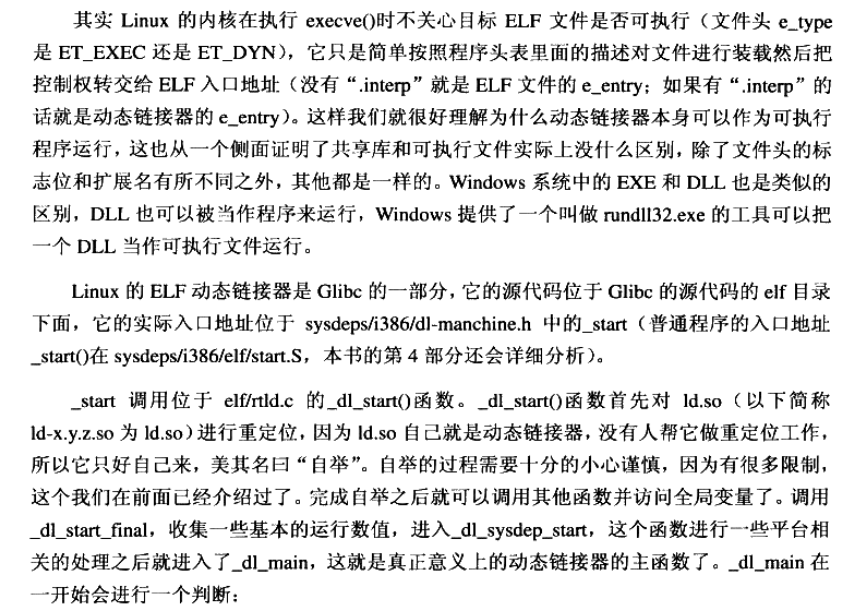 其实 Linux 的内核在执行 execve()时不关心目标 ELF 文件是否可执行（文件头 e_type
是 ET_EXEC 还是 ET_DYN），它只是简单按照程序头表里面的描述对文件进行装载然后把
控制权转交给 ELF 入口地址（没有“.interp”就是 ELF 文件的 e_entry；如果有“.interp”的
话就是动态链接器的 e_entry）。这样我们就很好理解为什么动态链接器本身可以作为可执行
程序运行，这也从一个侧面证明了共享库和可执行文件实际上没什么区别，除了文件头的标
志位和扩展名有所不同之外，其他都是一样的。Windows 系统中的 EXE 和 DLL 也是类似的
区别，DLL 也可以被当作程序来运行，Windows 提供了一个叫做 rundll32.exe 的工具可以把
一个 DLL 当作可执行文件运行。
Linux 的 ELF 动态链接器是 Glibc 的一部分，它的源代码位于 Glibc 的源代码的 elf 目录
下面，它的实际入口地址位于 sysdeps/i386/dl-manchine.h 中的_start（普通程序的入口地址
_start()在 sysdeps/i386/elf/start.S，本书的第 4 部分还会详细分析）。
_start 调用位于 elf/rtld.c 的_dl_start()函数。_dl_start()函数首先对 ld.so（以下简称
ld-x.y.z.so 为 ld.so）进行重定位，因为 ld.so 自己就是动态链接器，没有人帮它做重定位工作，
所以它只好自己来，美其名曰“自举”。自举的过程需要十分的小心谨慎，因为有很多限制，
这个我们在前面已经介绍过了。完成自举之后就可以调用其他函数并访问全局变量了。调用
_dl_start_final，收集一些基本的运行数值，进入_dl_sysdep_start，这个函数进行一些平台相
关的处理之后就进入了_dl_main，这就是真正意义上的动态链接器的主函数了。_dl_main 在
一开始会进行一个判断：